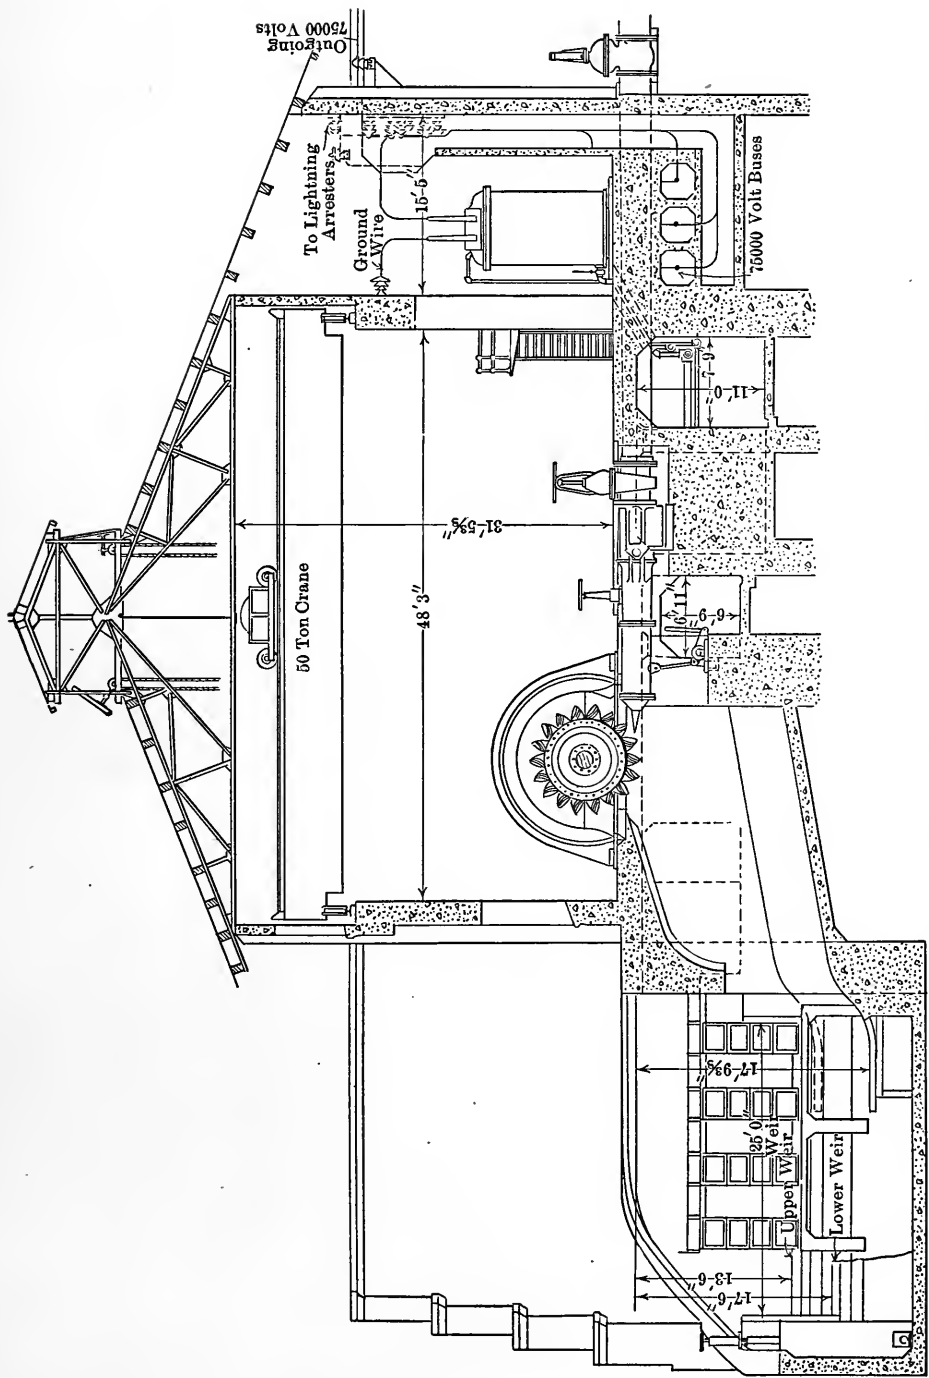 Outgoing
75000 Volts
To Lightning
Arresters
Ground
Wire
15'-5"
75000 Volt Buses
31'-5⅜"
50 Ton Crane
48'3"
7'9"
11'0"
6'11"
6'-9"
17'9⅜"
25'0"
Weir
Upper Weir
Lower Weir
13'6"
17'6"